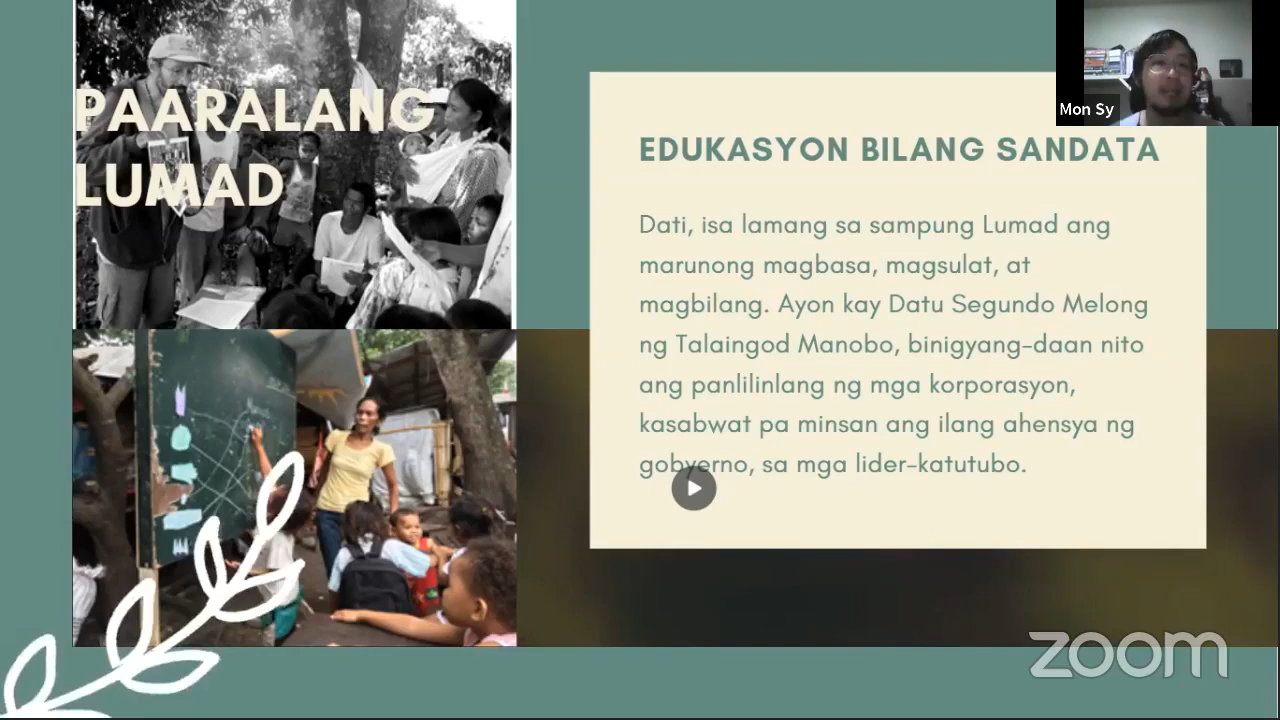 PAARALANG
LUMAD
Mon Sy
EDUKASYON BILANG SANDATA
Dati, isa lamang sa sampung Lumad ang
marunong magbasa, magsulat, at
magbilang. Ayon kay Datu Segundo Melong
ng Talaingod Manobo, binigyang-daan nito
ang panlilinlang ng mga korporasyon,
kasabwat pa minsan ang ilang ahensya ng
gobyerno, sa mga lider-katutubo.
zoom